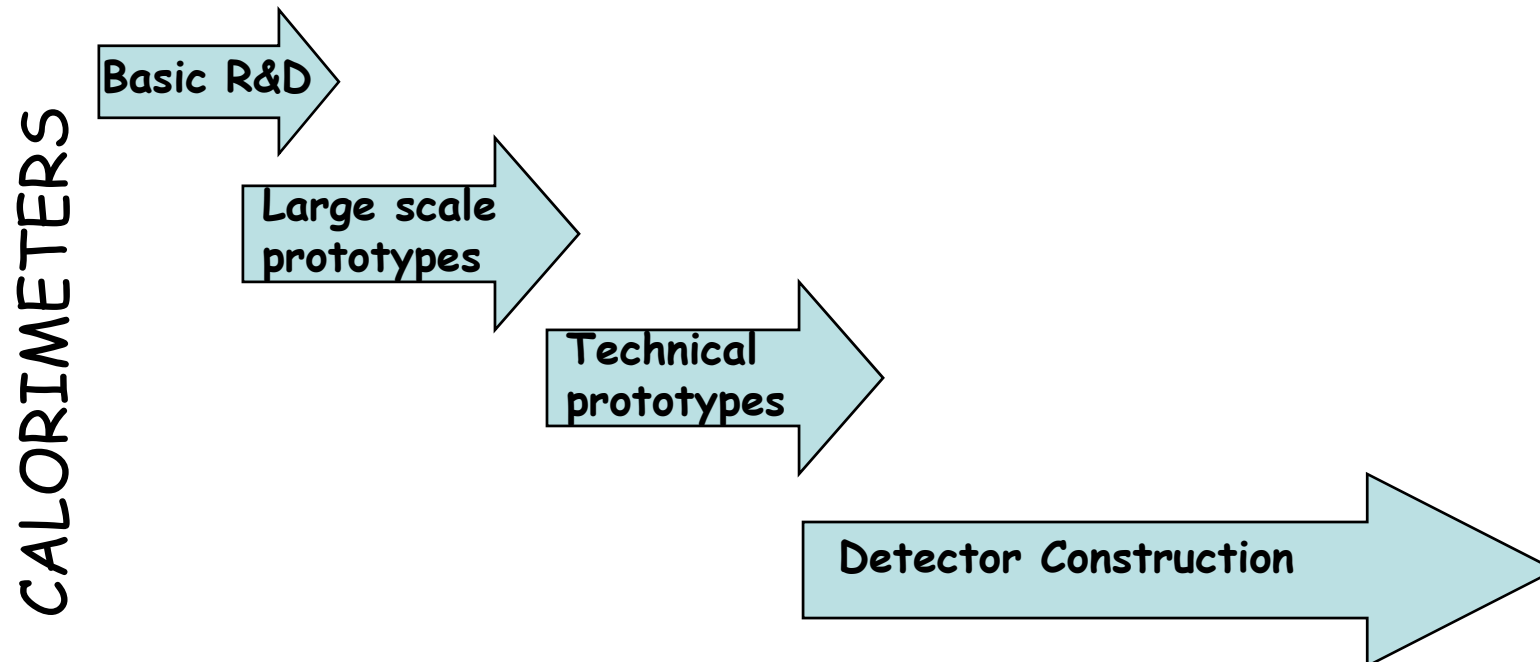 CALORIMETERS
Basic R&D
Large scale
prototypes
Technical
prototypes
Detector Construction